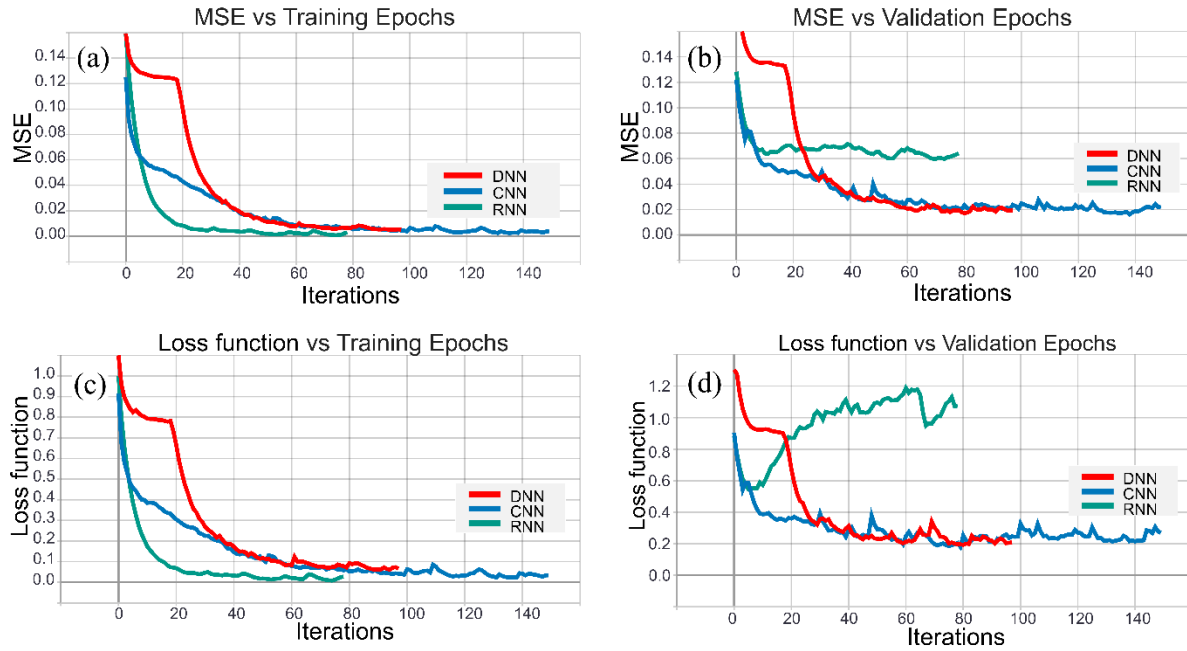 MSE vs Training Epochs
(a)
MSE
0.14
0.12
0.10
0.08
0.06
0.04
0.02
0.00
DNN
CNN
RNN
0 20 40 60 80 100 120 140
Iterations
MSE vs Validation Epochs
(b)
MSE
0.14
0.12
0.10
0.08
0.06
0.04
0.02
0.00
DNN
CNN
RNN
0 20 40 60 80 100 120 140
Iterations
Loss function vs Training Epochs
(c)
Loss function
1.0
0.9
0.8
0.7
0.6
0.5
0.4
0.3
0.2
0.1
0.0
DNN
CNN
RNN
0 20 40 60 80 100 120 140
Iterations
Loss function vs Validation Epochs
(d)
Loss function
1.2
1.0
0.8
0.6
0.4
0.2
0.0
DNN
CNN
RNN
0 20 40 60 80 100 120 140
Iterations